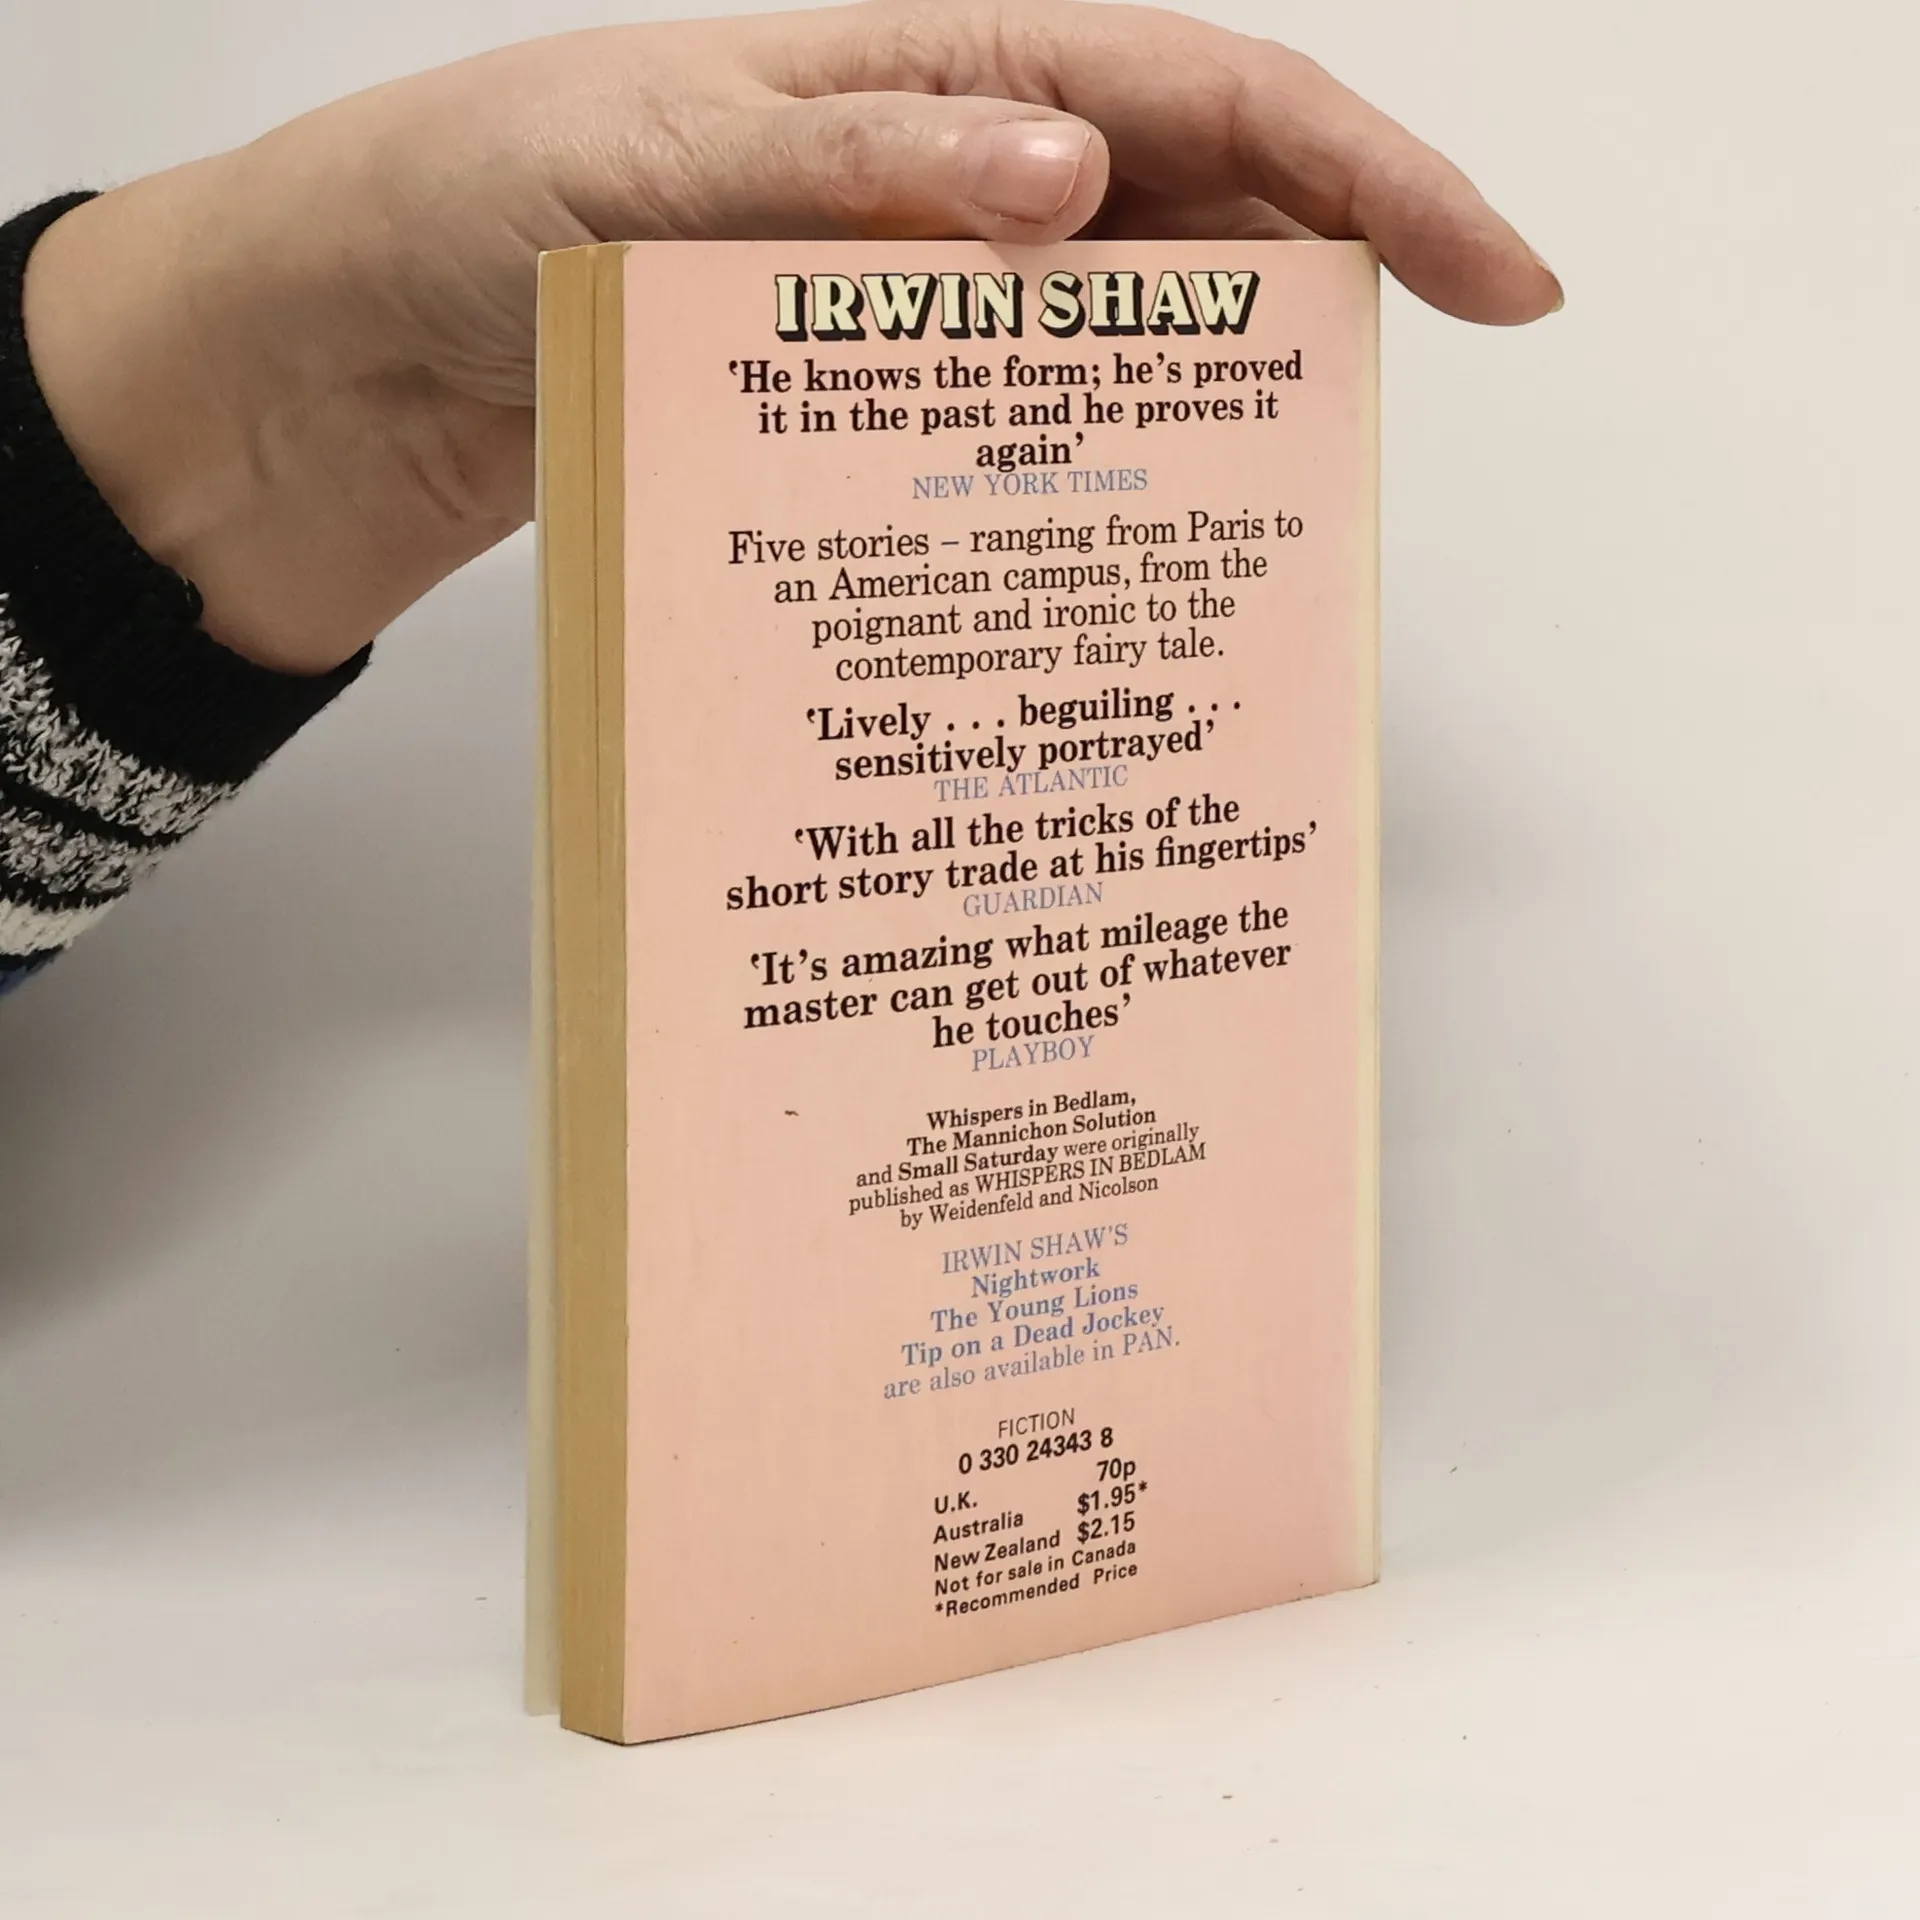 IRWIN SHAW
‘He knows the form; he’s proved
it in the past and he proves it
again’
NEW YORK TIMES
Five stories – ranging from Paris to
an American campus, from the
poignant and ironic to the
contemporary fairy tale.
‘Lively . . . beguiling . . .
sensitively portrayed’
THE ATLANTIC
‘With all the tricks of the
short story trade at his fingertips’
GUARDIAN
‘It’s amazing what mileage the
master can get out of whatever
he touches’
PLAYBOY
Whispers in Bedlam,
The Mannichon Solution
and Small Saturday were originally
published as WHISPERS IN BEDLAM
by Weidenfeld and Nicolson
IRWIN SHAW'S
Nightwork
The Young Lions
Tip on a Dead Jockey
are also available in PAN.
FICTION
0 330 24343 8
U.K. 70p
Australia $1.95*
New Zealand $2.15
Not for sale in Canada
*Recommended Price